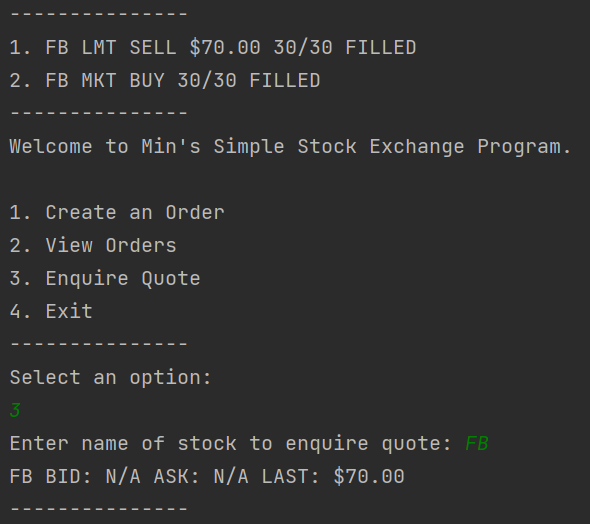 ---------------
1. FB LMT SELL $70.00 30/30 FILLED
2. FB MKT BUY 30/30 FILLED
---------------
Welcome to Min's Simple Stock Exchange Program.
1. Create an Order
2. View Orders
3. Enquire Quote
4. Exit
---------------
Select an option:
3
Enter name of stock to enquire quote: FB
FB BID: N/A ASK: N/A LAST: $70.00
---------------